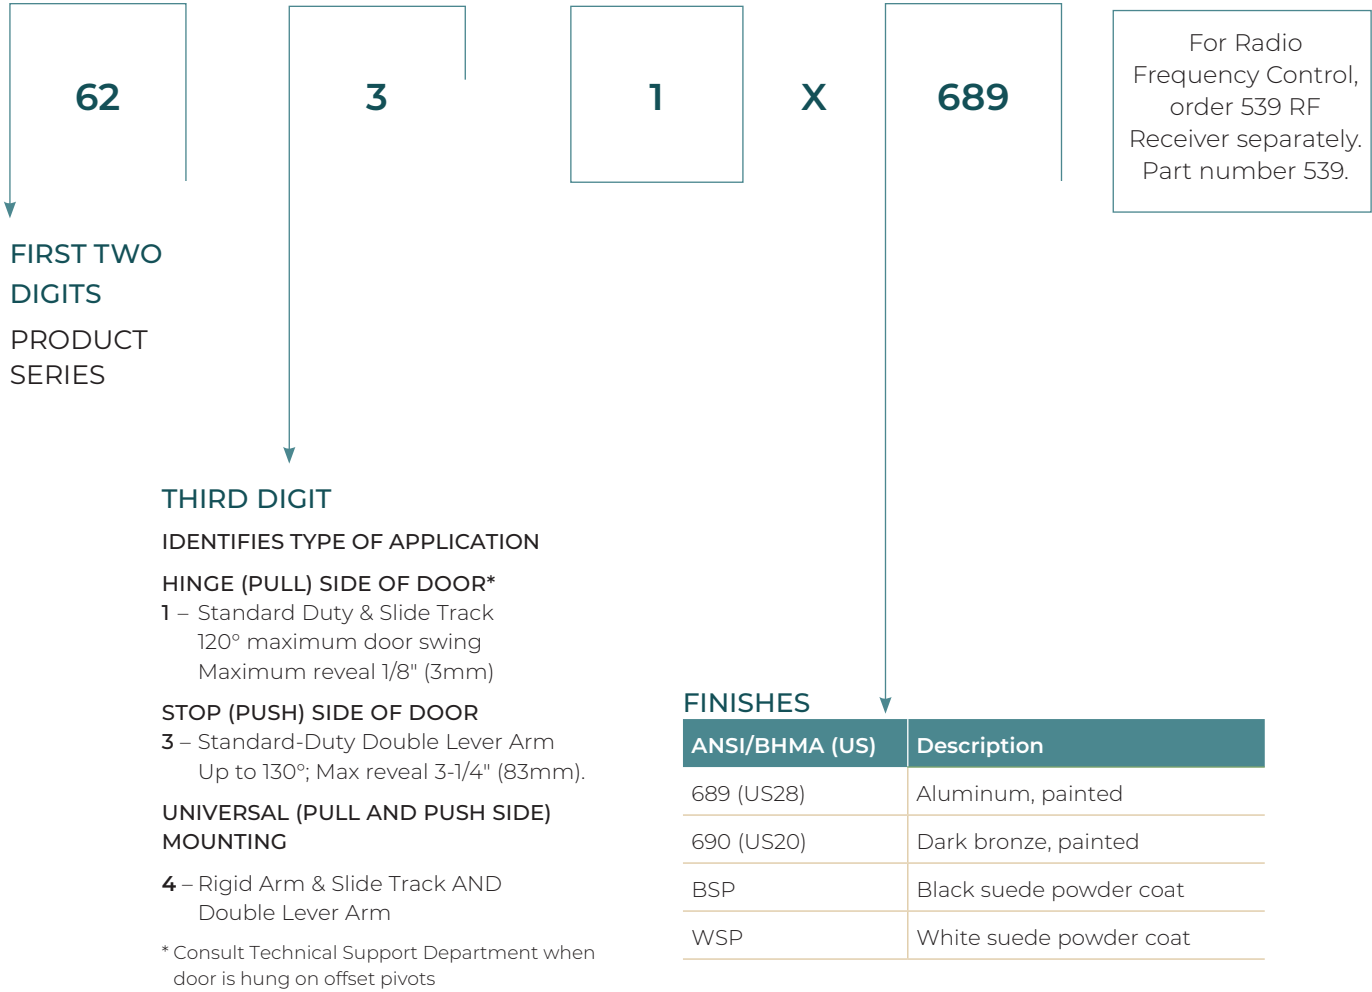 62 3 1 X 689
For Radio
Frequency Control,
order 539 RF
Receiver separately.
Part number 539.
FIRST TWO
DIGITS
PRODUCT
SERIES
THIRD DIGIT
IDENTIFIES TYPE OF APPLICATION
HINGE (PULL) SIDE OF DOOR*
1 – Standard Duty & Slide Track
120° maximum door swing
Maximum reveal 1/8" (3mm)
STOP (PUSH) SIDE OF DOOR
3 – Standard-Duty Double Lever Arm
Up to 130°; Max reveal 3-1/4" (83mm).
UNIVERSAL (PULL AND PUSH SIDE)
MOUNTING
4 – Rigid Arm & Slide Track AND
Double Lever Arm
* Consult Technical Support Department when
door is hung on offset pivots
FINISHES
ANSI/BHMA (US) Description
689 (US28) Aluminum, painted
690 (US20) Dark bronze, painted
BSP Black suede powder coat
WSP White suede powder coat